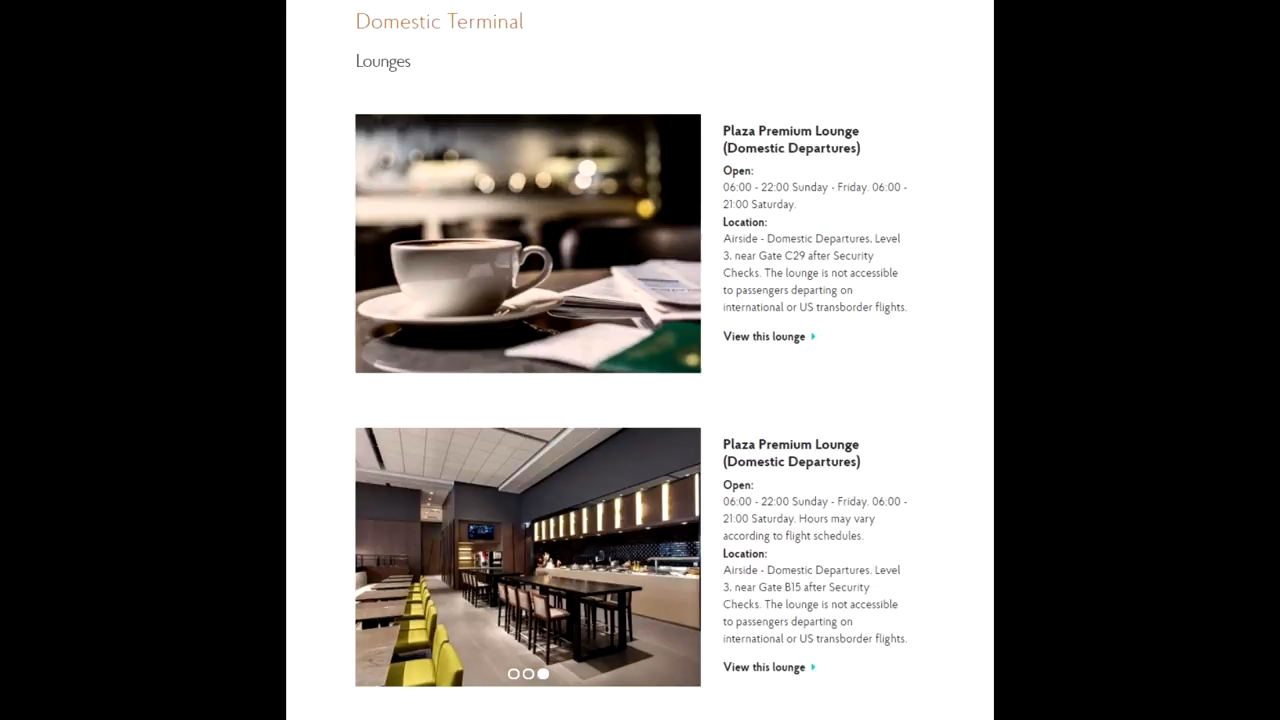 Domestic Terminal
Lounges
Plaza Premium Lounge
(Domestic Departures)
Open:
06:00 - 22:00 Sunday - Friday. 06:00 -
21:00 Saturday.
Location:
Airside - Domestic Departures, Level
3, near Gate C29 after Security
Checks. The lounge is not accessible
to passengers departing on
international or US transborder flights.
View this lounge
Plaza Premium Lounge
(Domestic Departures)
Open:
06:00 - 22:00 Sunday - Friday. 06:00 -
21:00 Saturday. Hours may vary
according to flight schedules.
Location:
Airside - Domestic Departures, Level
3, near Gate B15 after Security
Checks. The lounge is not accessible
to passengers departing on
international or US transborder flights.
View this lounge